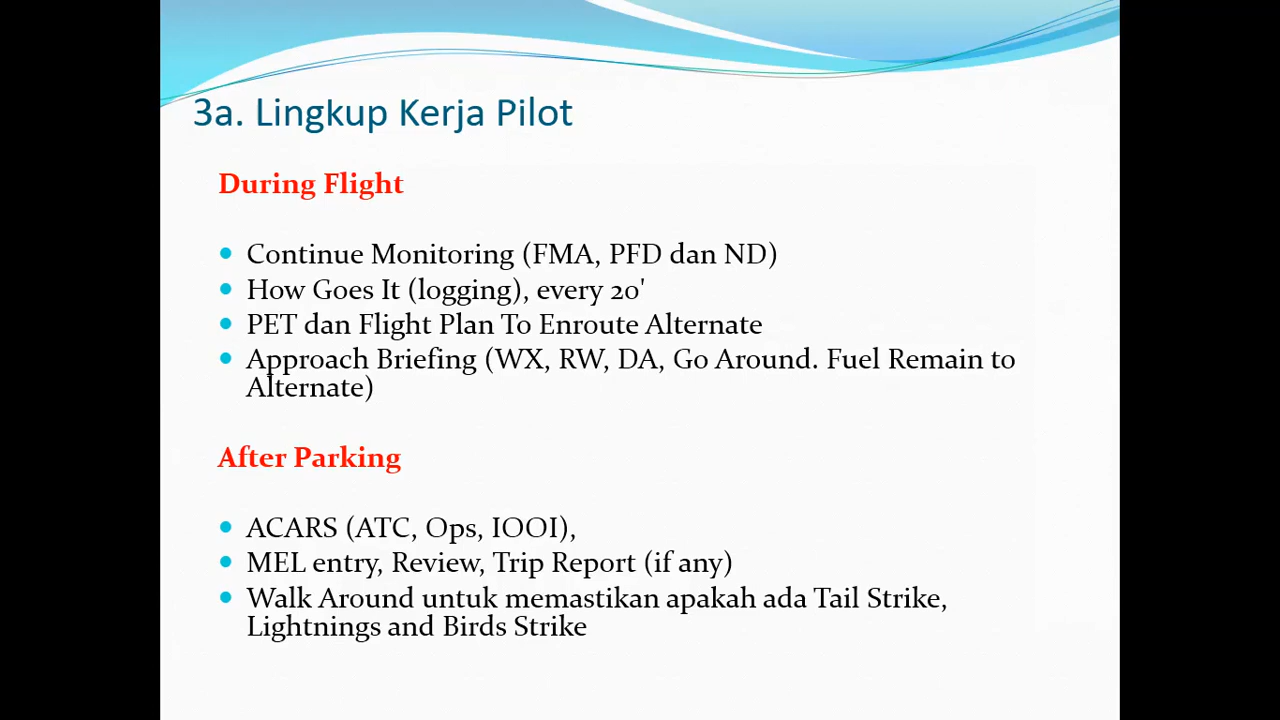 3a. Lingkup Kerja Pilot
During Flight
• Continue Monitoring (FMA, PFD dan ND)
• How Goes It (logging), every 20'
• PET dan Flight Plan To Enroute Alternate
• Approach Briefing (WX, RW, DA, Go Around. Fuel Remain to
Alternate)
After Parking
• ACARS (ATC, Ops, IOOI),
• MEL entry, Review, Trip Report (if any)
• Walk Around untuk memastikan apakah ada Tail Strike,
Lightnings and Birds Strike